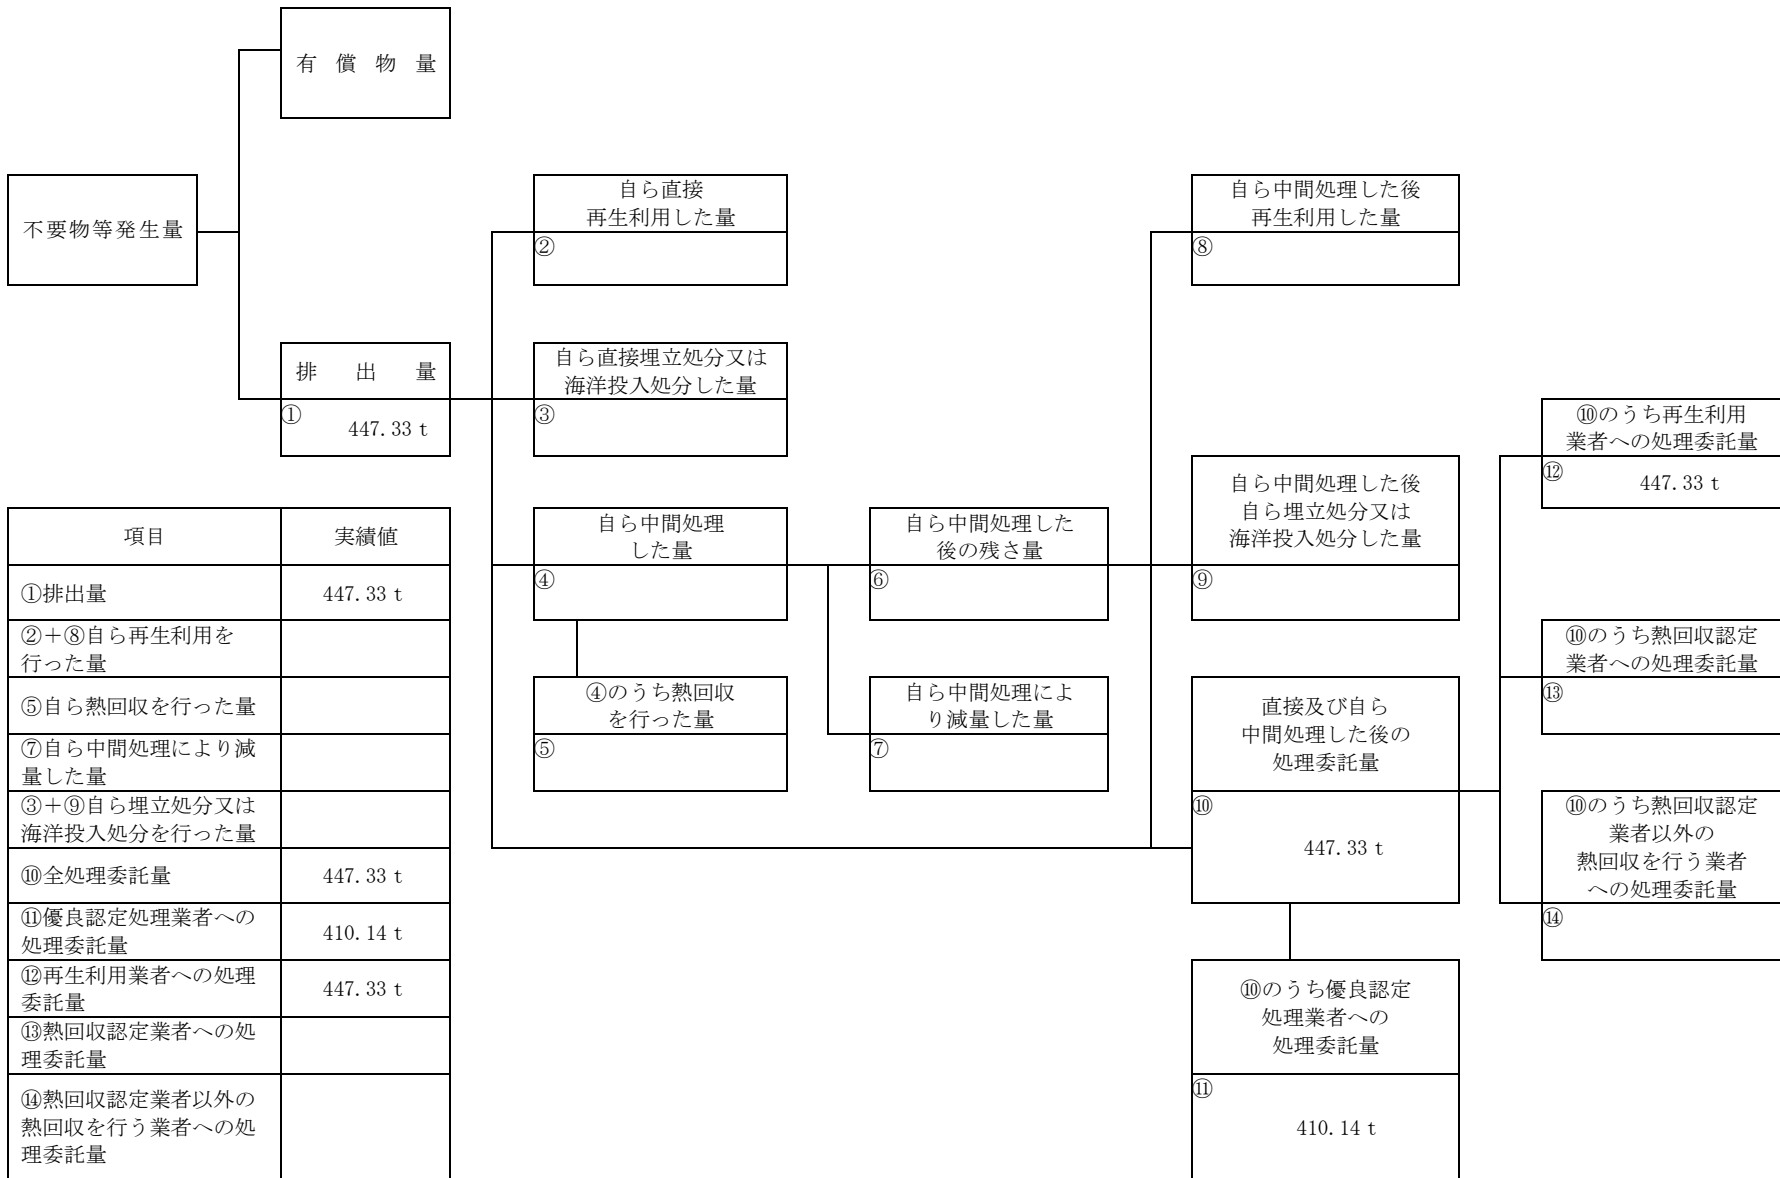 有償物量
不要物等発生量
自ら直接
再生利用した量
②
自ら中間処理した後
再生利用した量
⑧
排出量
①
447.33 t
自ら直接埋立処分又は
海洋投入処分した量
③
⑩のうち再生利用
業者への処理委託量
⑫
447.33 t
自ら中間処理
した量
④
自ら中間処理した
後の残さ量
⑥
自ら中間処理した後
自ら埋立処分又は
海洋投入処分した量
⑨
④のうち熱回収
を行った量
⑤
自ら中間処理によ
り減量した量
⑦
直接及び自ら
中間処理した後の
処理委託量
⑩
447.33 t
⑩のうち熱回収認定
業者への処理委託量
⑬
⑩のうち熱回収認定
業者以外の
熱回収を行う業者
への処理委託量
⑭
⑩のうち優良認定
処理業者への
処理委託量
⑪
410.14 t
項目 実績値
①排出量 447.33 t
②＋⑧自ら再生利用を
行った量
⑤自ら熱回収を行った量
⑦自ら中間処理により減
量した量
③＋⑨自ら埋立処分又は
海洋投入処分を行った量
⑩全処理委託量 447.33 t
⑪優良認定処理業者への
処理委託量
410.14 t
⑫再生利用業者への処理
委託量
447.33 t
⑬熱回収認定業者への処
理委託量
⑭熱回収認定業者以外の
熱回収を行う業者への処
理委託量